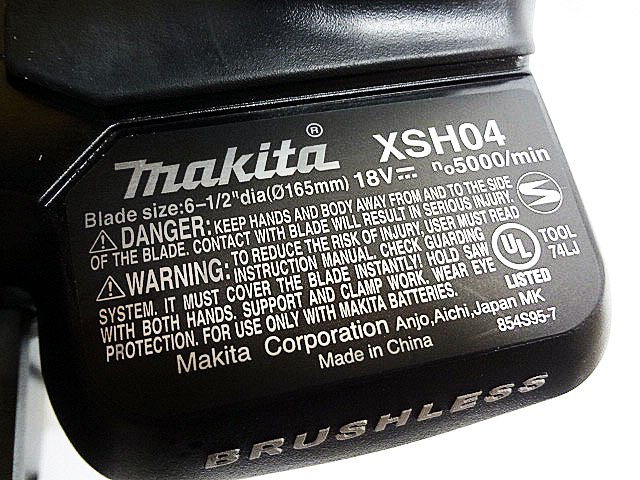 makita® XSH04
Blade size:6-1/2"dia(Ø165mm) 18V⎓ n₀5000/min
⚠DANGER: KEEP HANDS AND BODY AWAY FROM AND TO THE SIDE
OF THE BLADE. CONTACT WITH BLADE WILL RESULT IN SERIOUS INJURY.
⚠WARNING: TO REDUCE THE RISK OF INJURY, USER MUST READ
INSTRUCTION MANUAL. CHECK GUARDING
SYSTEM. IT MUST COVER THE BLADE INSTANTLY! HOLD SAW
WITH BOTH HANDS. SUPPORT AND CLAMP WORK. WEAR EYE
PROTECTION. FOR USE ONLY WITH MAKITA BATTERIES.
UL
LISTED
TOOL
74LJ
Makita Corporation Anjo,Aichi,Japan MK
854S95-7
Made in China
BRUSHLESS